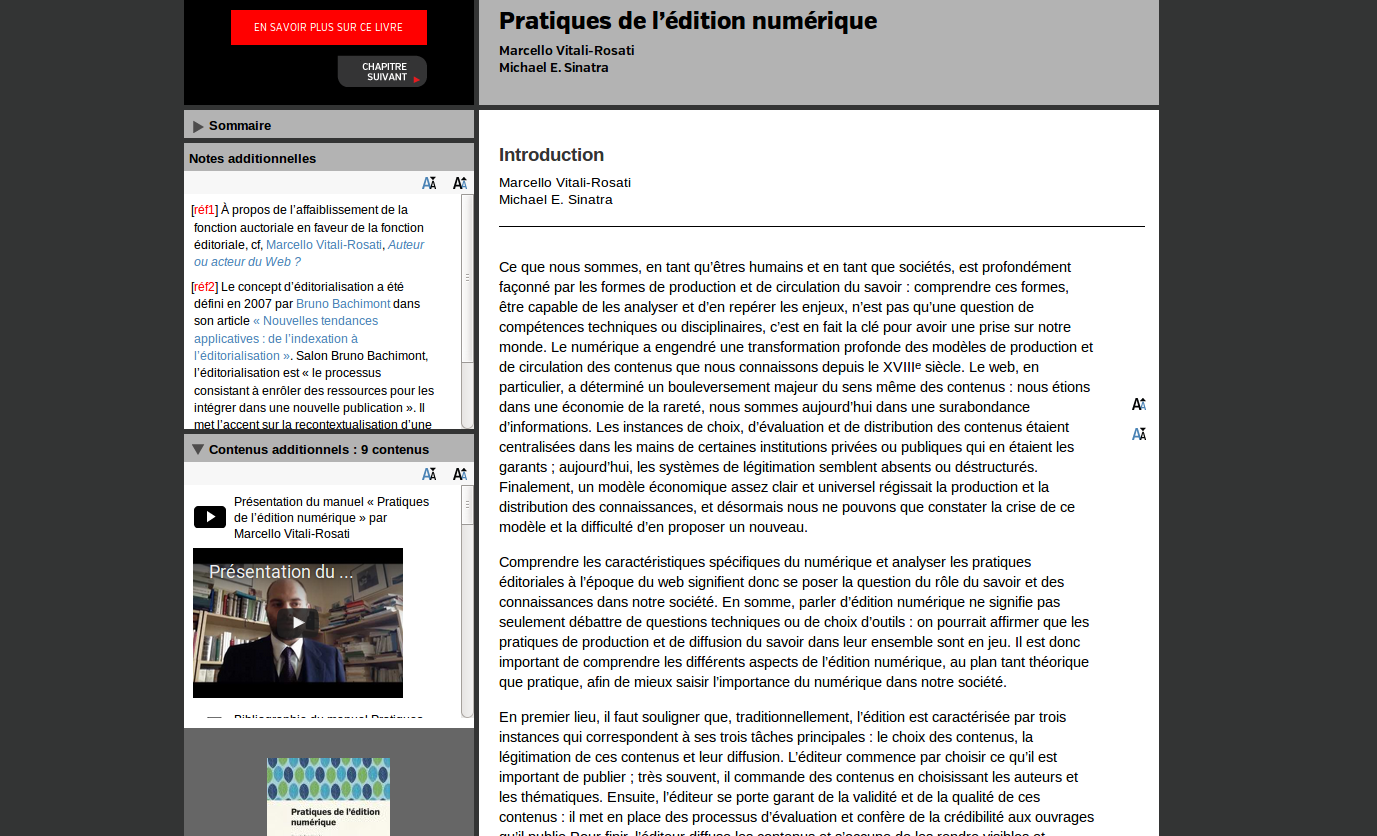 EN SAVOIR PLUS SUR CE LIVRE
CHAPITRE
SUIVANT
Pratiques de l’édition numérique
Marcello Vitali-Rosati
Michael E. Sinatra
Sommaire
Notes additionnelles
[réf1] À propos de l’affaiblissement de la
fonction auctoriale en faveur de la fonction
éditoriale, cf, Marcello Vitali-Rosati, Auteur
ou acteur du Web ?
[réf2] Le concept d’éditorialisation a été
défini en 2007 par Bruno Bachimont dans
son article « Nouvelles tendances
applicatives : de l’indexation à
l’éditorialisation ». Salon Bruno Bachimont,
l’éditorialisation est « le processus
consistant à enrôler des ressources pour les
intégrer dans une nouvelle publication ». Il
met l’accent sur la recontextualisation d’une
Contenus additionnels : 9 contenus
Présentation du manuel « Pratiques
de l’édition numérique » par
Marcello Vitali-Rosati
Présentation du ...
Bibliographie du manuel Pratiques
Pratiques de l’édition
numérique
Introduction
Marcello Vitali-Rosati
Michael E. Sinatra
Ce que nous sommes, en tant qu’êtres humains et en tant que sociétés, est profondément
façonné par les formes de production et de circulation du savoir : comprendre ces formes,
être capable de les analyser et d’en repérer les enjeux, n’est pas qu’une question de
compétences techniques ou disciplinaires, c’est en fait la clé pour avoir une prise sur notre
monde. Le numérique a engendré une transformation profonde des modèles de production et
de circulation des contenus que nous connaissons depuis le XVIIIe siècle. Le web, en
particulier, a déterminé un bouleversement majeur du sens même des contenus : nous étions
dans une économie de la rareté, nous sommes aujourd’hui dans une surabondance
d’informations. Les instances de choix, d’évaluation et de distribution des contenus étaient
centralisées dans les mains de certaines institutions privées ou publiques qui en étaient les
garants ; aujourd’hui, les systèmes de légitimation semblent absents ou déstructurés.
Finalement, un modèle économique assez clair et universel régissait la production et la
distribution des connaissances, et désormais nous ne pouvons que constater la crise de ce
modèle et la difficulté d’en proposer un nouveau.
Comprendre les caractéristiques spécifiques du numérique et analyser les pratiques
éditoriales à l’époque du web signifient donc se poser la question du rôle du savoir et des
connaissances dans notre société. En somme, parler d’édition numérique ne signifie pas
seulement débattre de questions techniques ou de choix d’outils : on pourrait affirmer que les
pratiques de production et de diffusion du savoir dans leur ensemble sont en jeu. Il est donc
important de comprendre les différents aspects de l’édition numérique, au plan tant théorique
que pratique, afin de mieux saisir l’importance du numérique dans notre société.
En premier lieu, il faut souligner que, traditionnellement, l’édition est caractérisée par trois
instances qui correspondent à ses trois tâches principales : le choix des contenus, la
légitimation de ces contenus et leur diffusion. L’éditeur commence par choisir ce qu’il est
important de publier ; très souvent, il commande des contenus en choisissant les auteurs et
les thématiques. Ensuite, l’éditeur se porte garant de la validité et de la qualité de ces
contenus : il met en place des processus d’évaluation et confère de la crédibilité aux ouvrages
qu’il publie Pour finir, l’éditeur diffuse les contenus et s’occupe de les rendre visibles et